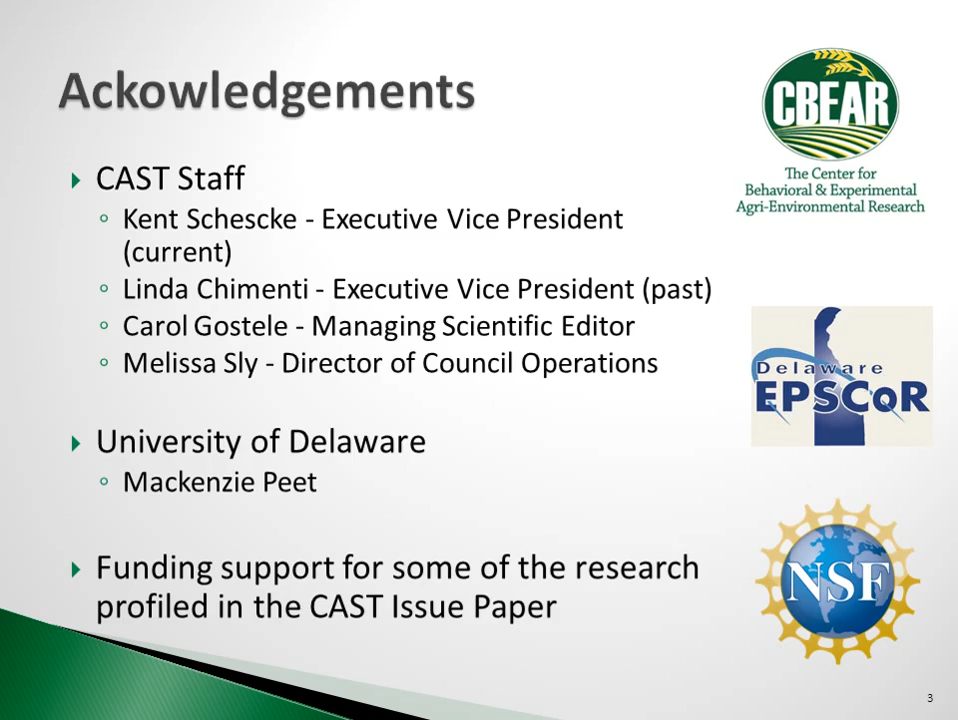 Ackowledgements
CAST Staff
Kent Schescke - Executive Vice President
(current)
Linda Chimenti - Executive Vice President (past)
Carol Gostele - Managing Scientific Editor
Melissa Sly - Director of Council Operations
University of Delaware
Mackenzie Peet
Funding support for some of the research
profiled in the CAST Issue Paper
CBEAR
The Center for
Behavioral & Experimental
Agri-Environmental Research
Delaware
EPSCoR
NSF
3